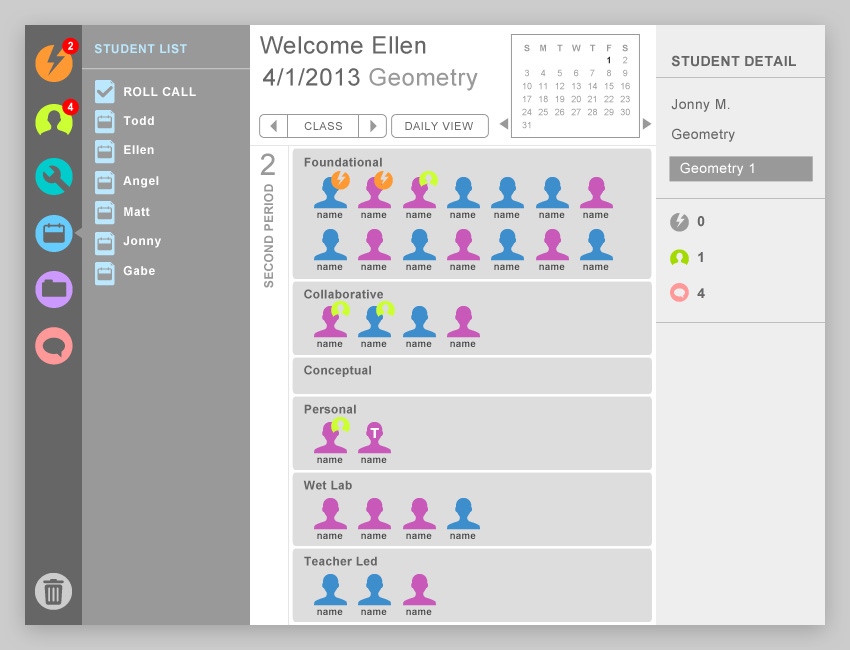 2
4
STUDENT LIST
ROLL CALL
Todd
Ellen
Angel
Matt
Jonny
Gabe
Welcome Ellen
4/1/2013 Geometry
CLASS
DAILY VIEW
S M T W T F S
1 2
3 4 5 6 7 8 9
10 11 12 13 14 15 16
17 18 19 20 21 22 23
24 25 26 27 28 29 30
31
2
SECOND PERIOD
Foundational
name name name name name name name
name name name name name name name
Collaborative
name name name name
Conceptual
Personal
T
name name
Wet Lab
name name name name
Teacher Led
name name name
STUDENT DETAIL
Jonny M.
Geometry
Geometry 1
0
1
4